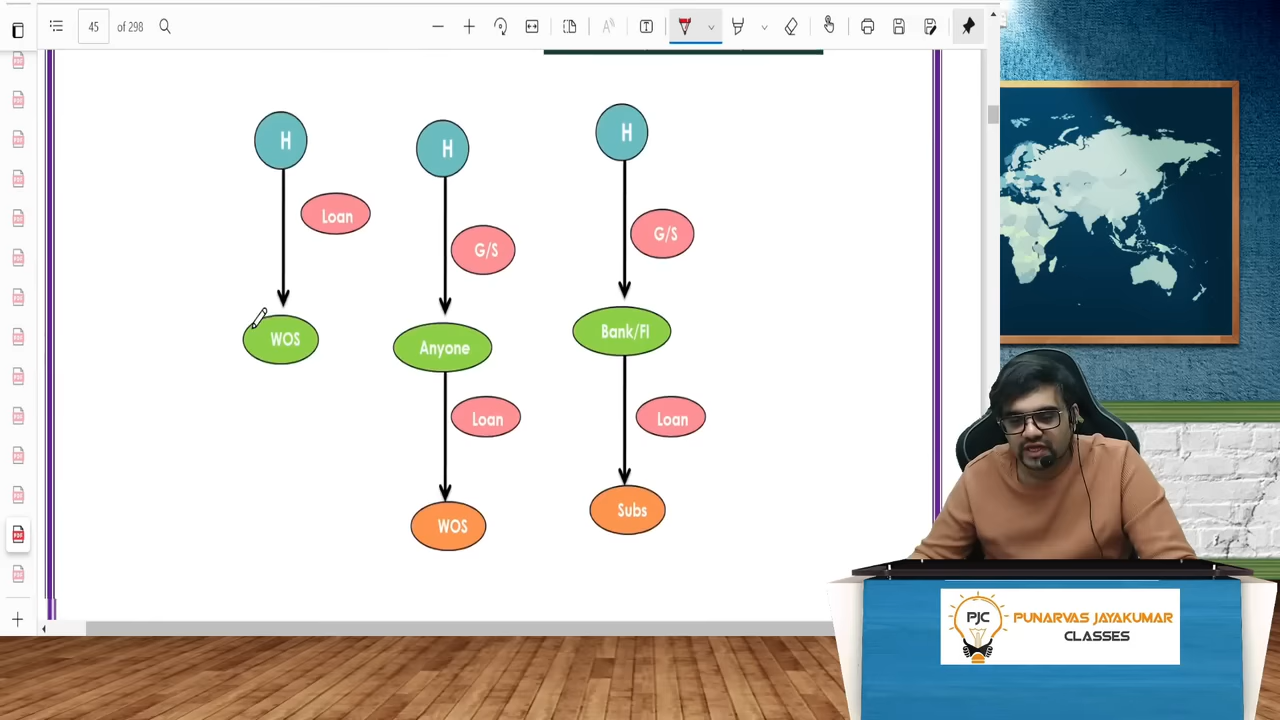 45 of 298
H
Loan
WOS
H
G/S
Anyone
Loan
WOS
H
G/S
Bank/FI
Loan
Subs
PJC
PUNARVAS JAYAKUMAR
CLASSES